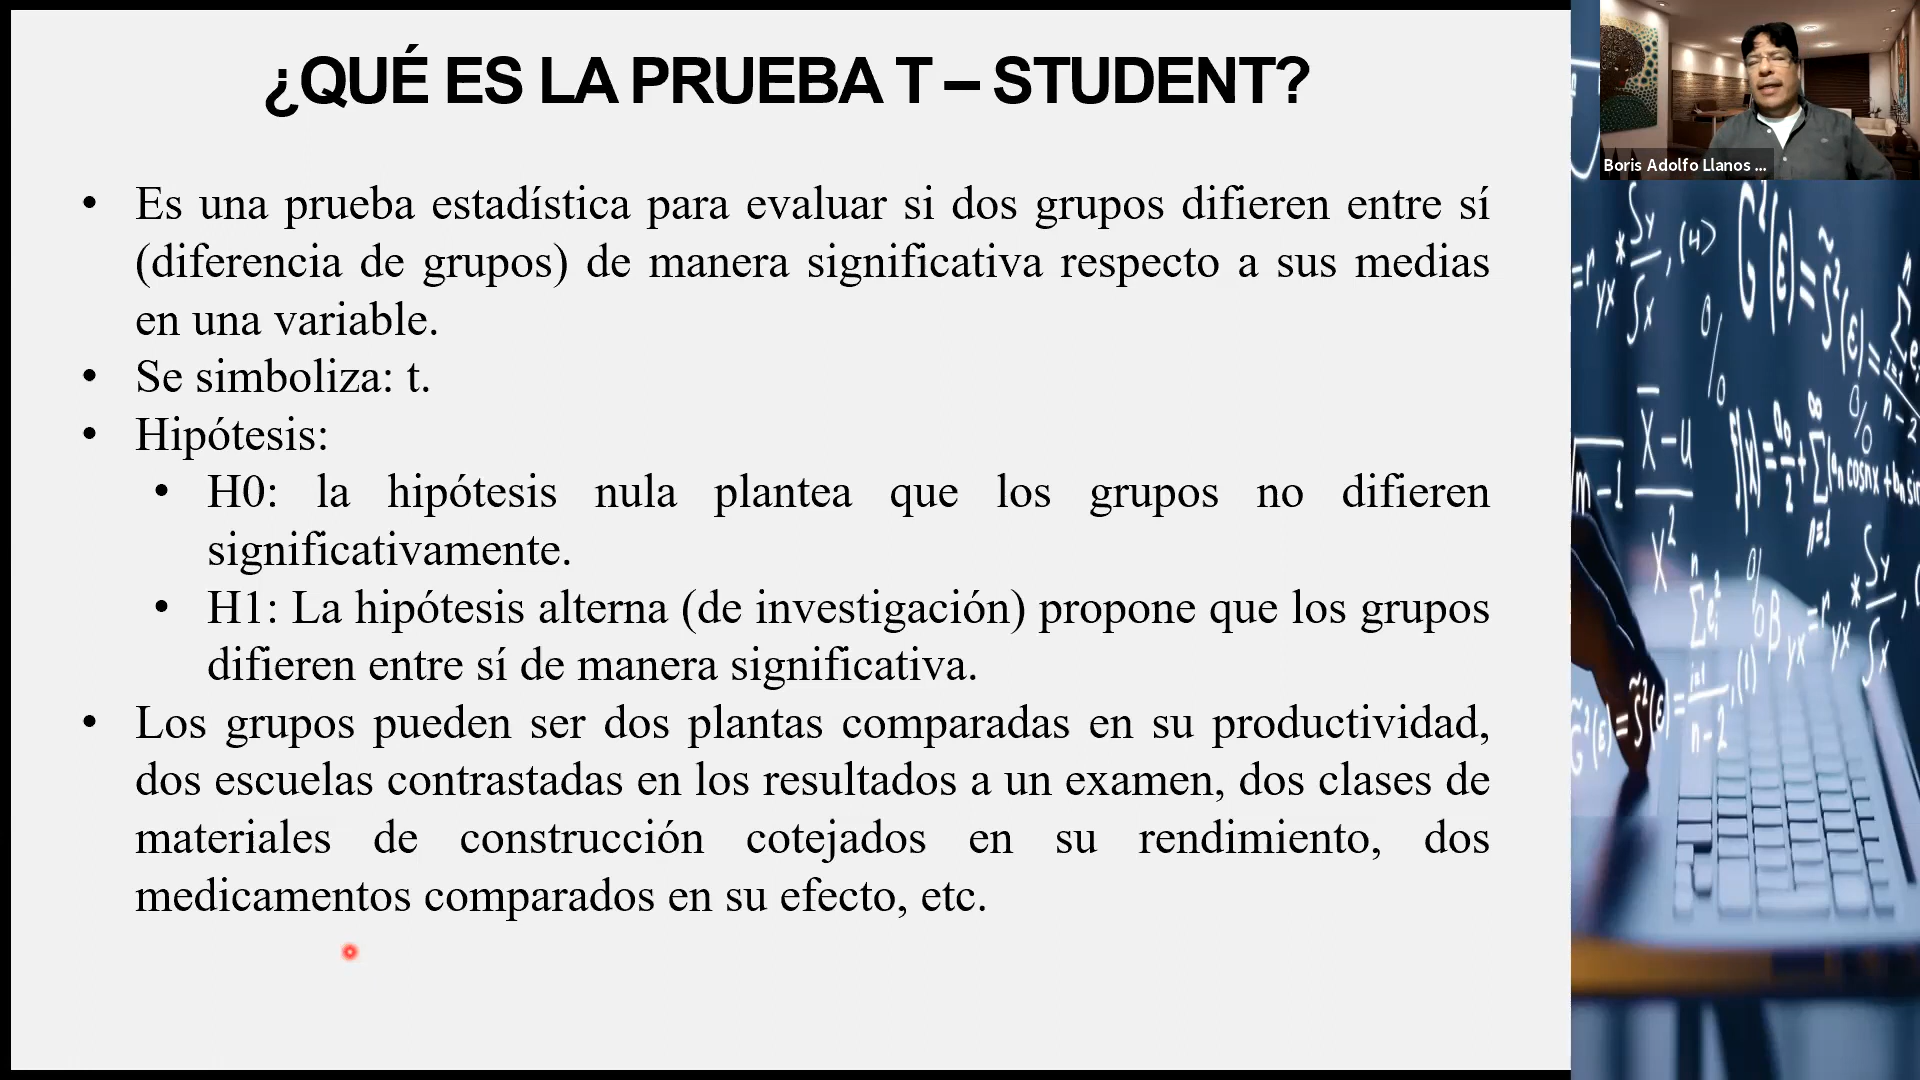 ¿QUÉ ES LA PRUEBA T – STUDENT?
• Es una prueba estadística para evaluar si dos grupos difieren entre sí
(diferencia de grupos) de manera significativa respecto a sus medias
en una variable.
• Se simboliza: t.
• Hipótesis:
• H0: la hipótesis nula plantea que los grupos no difieren
significativamente.
• H1: La hipótesis alterna (de investigación) propone que los grupos
difieren entre sí de manera significativa.
• Los grupos pueden ser dos plantas comparadas en su productividad,
dos escuelas contrastadas en los resultados a un examen, dos clases de
materiales de construcción cotejados en su rendimiento, dos
medicamentos comparados en su efecto, etc.
Boris Adolfo Llanos ...